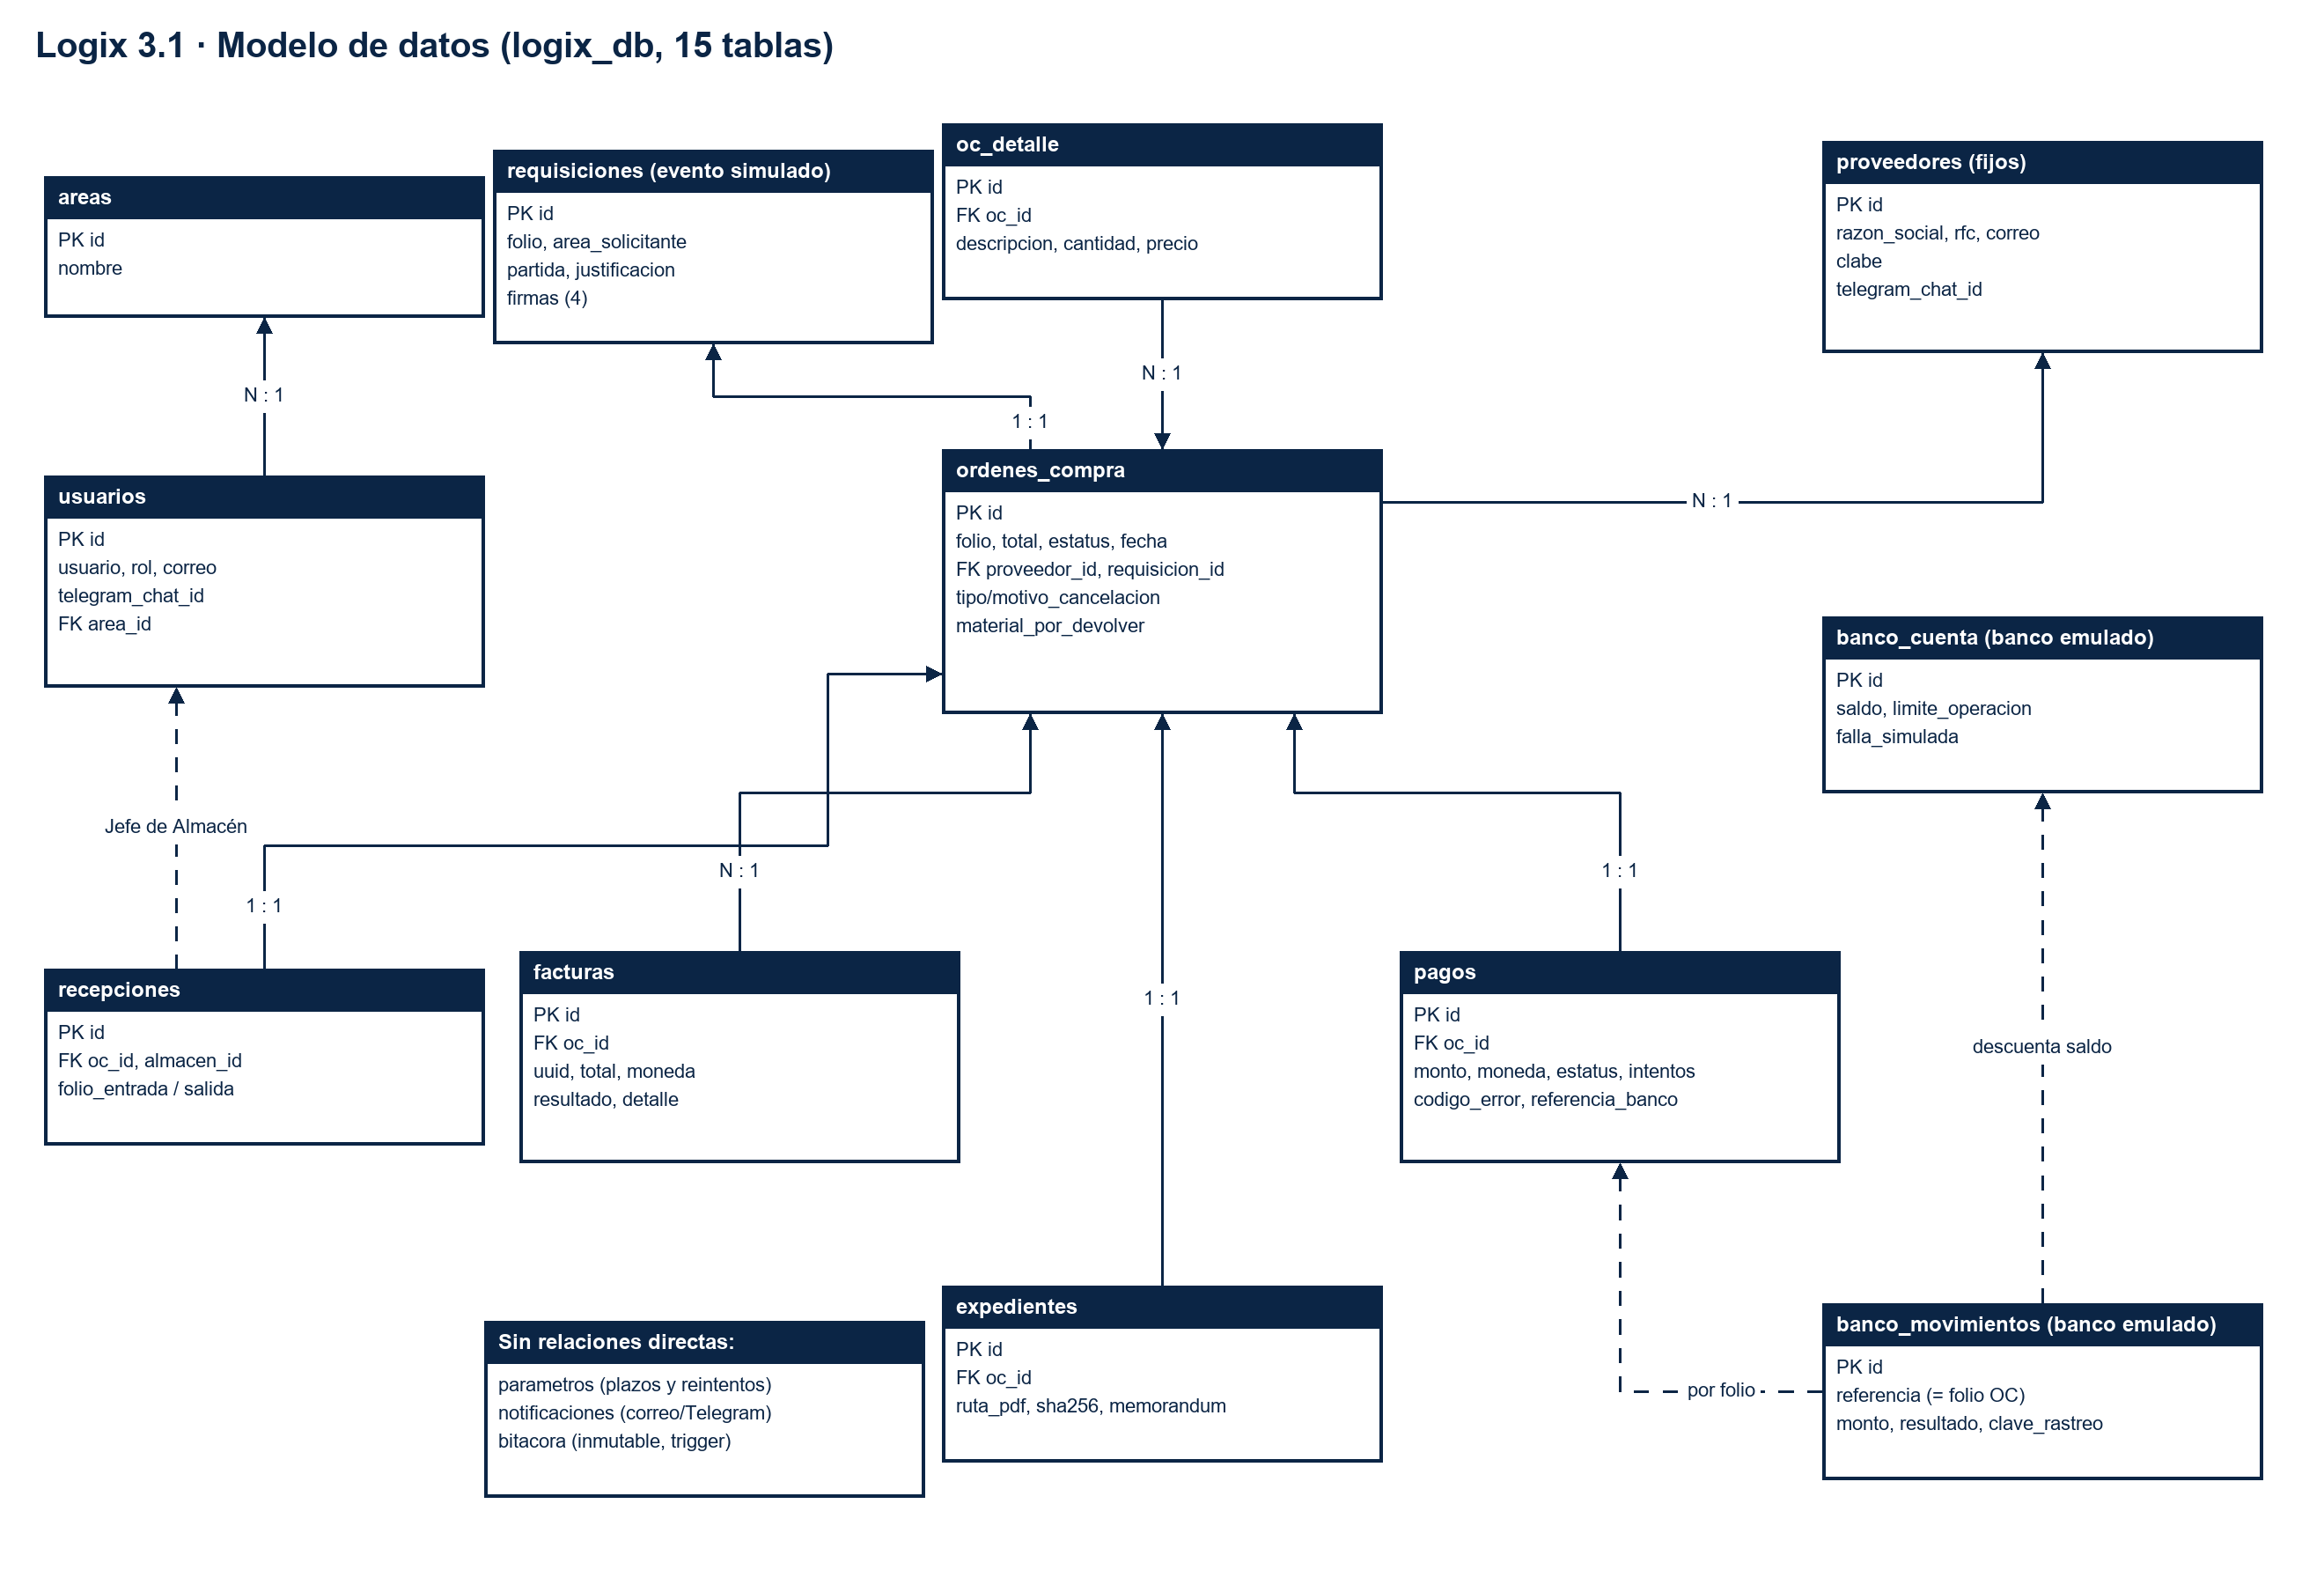 Logix 3.1 · Modelo de datos (logix_db, 15 tablas)
areas
PK id
nombre
requisiciones (evento simulado)
PK id
folio, area_solicitante
partida, justificacion
firmas (4)
oc_detalle
PK id
FK oc_id
descripcion, cantidad, precio
proveedores (fijos)
PK id
razon_social, rfc, correo
clabe
telegram_chat_id
N : 1
1 : 1
N : 1
usuarios
PK id
usuario, rol, correo
telegram_chat_id
FK area_id
ordenes_compra
PK id
folio, total, estatus, fecha
FK proveedor_id, requisicion_id
tipo/motivo_cancelacion
material_por_devolver
N : 1
banco_cuenta (banco emulado)
PK id
saldo, limite_operacion
falla_simulada
Jefe de Almacén
1 : 1
N : 1
1 : 1
1 : 1
descuenta saldo
recepciones
PK id
FK oc_id, almacen_id
folio_entrada / salida
facturas
PK id
FK oc_id
uuid, total, moneda
resultado, detalle
pagos
PK id
FK oc_id
monto, moneda, estatus, intentos
codigo_error, referencia_banco
Sin relaciones directas:
parametros (plazos y reintentos)
notificaciones (correo/Telegram)
bitacora (inmutable, trigger)
expedientes
PK id
FK oc_id
ruta_pdf, sha256, memorandum
por folio
banco_movimientos (banco emulado)
PK id
referencia (= folio OC)
monto, resultado, clave_rastreo